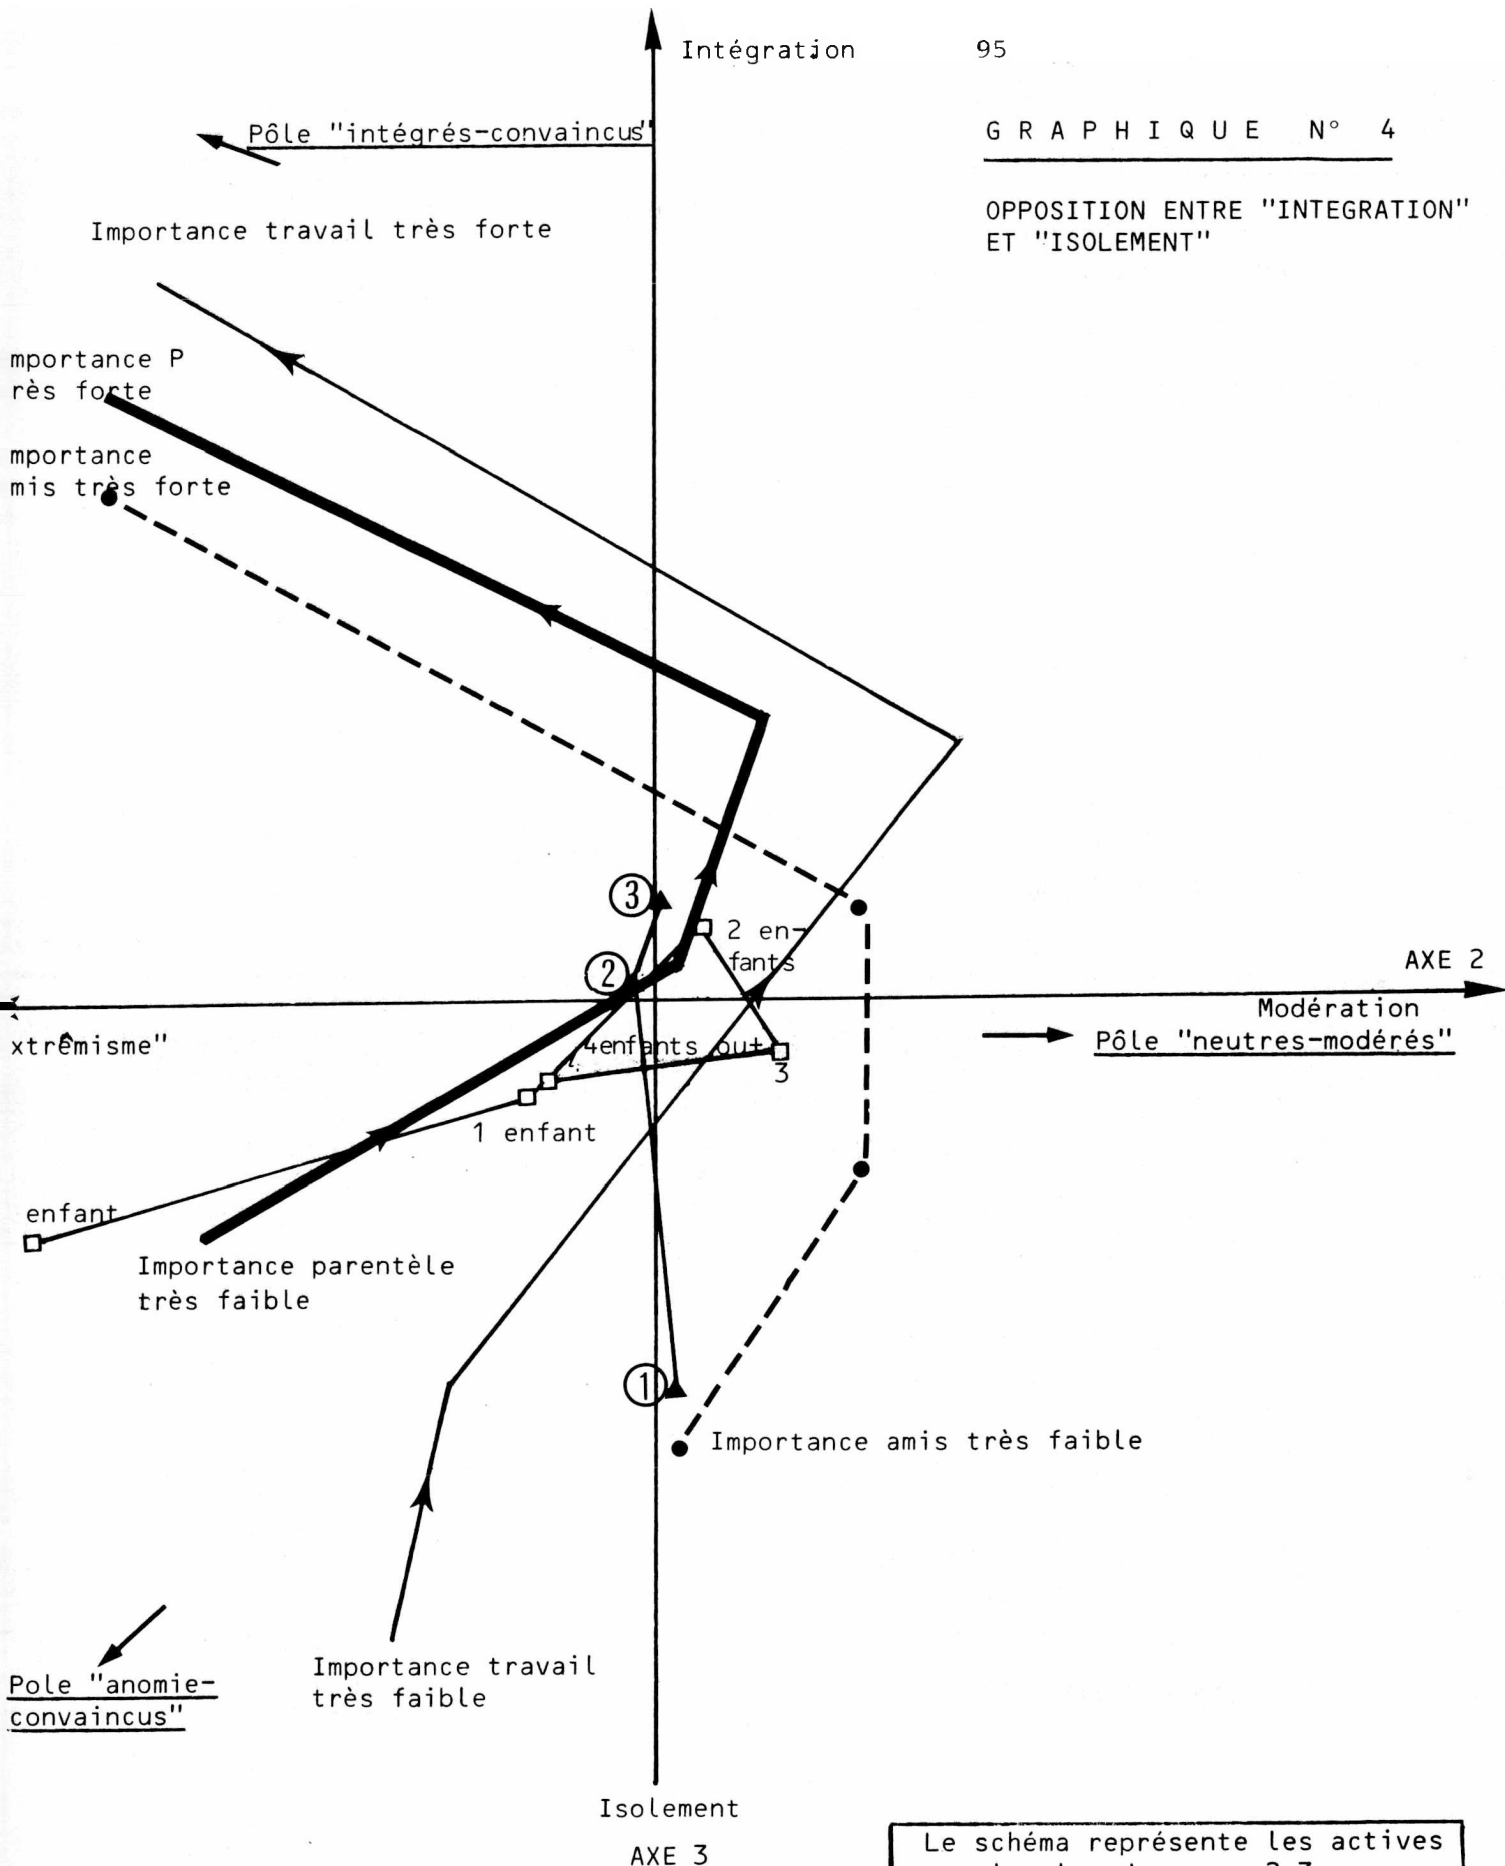 Intégration 95
Pôle "intégrés-convaincus"
GRAPHIQUE N° 4
OPPOSITION ENTRE "INTEGRATION"
ET "ISOLEMENT"
Importance travail très forte
mportance P
rès forte
mportance
mis très forte
3
2 en-
fants
2
AXE 2
Modération
xtrêmisme"
Pôle "neutres-modérés"
4enfants ou+
3
1 enfant
enfant
Importance parentèle
très faible
1
Importance amis très faible
Importance travail
très faible
Pole "anomie-
convaincus"
Isolement
AXE 3
Le schéma représente les actives